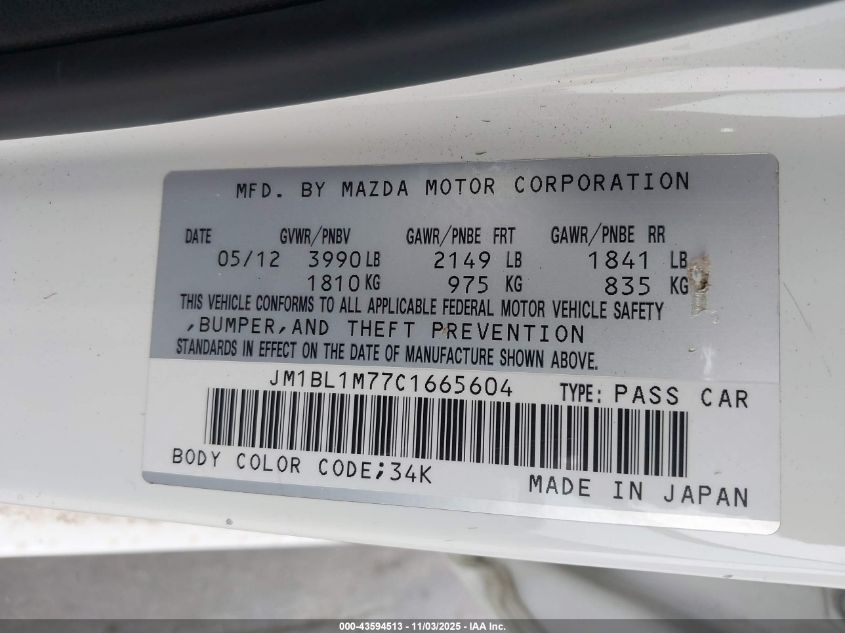 MFD. BY MAZDA MOTOR CORPORATION
DATE GVWR/PNBV GAWR/PNBE FRT GAWR/PNBE RR
05/12 3990 LB 2149 LB 1841 LB
1810 KG 975 KG 835 KG
THIS VEHICLE CONFORMS TO ALL APPLICABLE FEDERAL MOTOR VEHICLE SAFETY
,BUMPER,AND THEFT PREVENTION
STANDARDS IN EFFECT ON THE DATE OF MANUFACTURE SHOWN ABOVE.
JM1BL1M77C1665604 TYPE: PASS CAR
BODY COLOR CODE;34K
MADE IN JAPAN
000-43594513 - 11/03/2025 - IAA Inc.